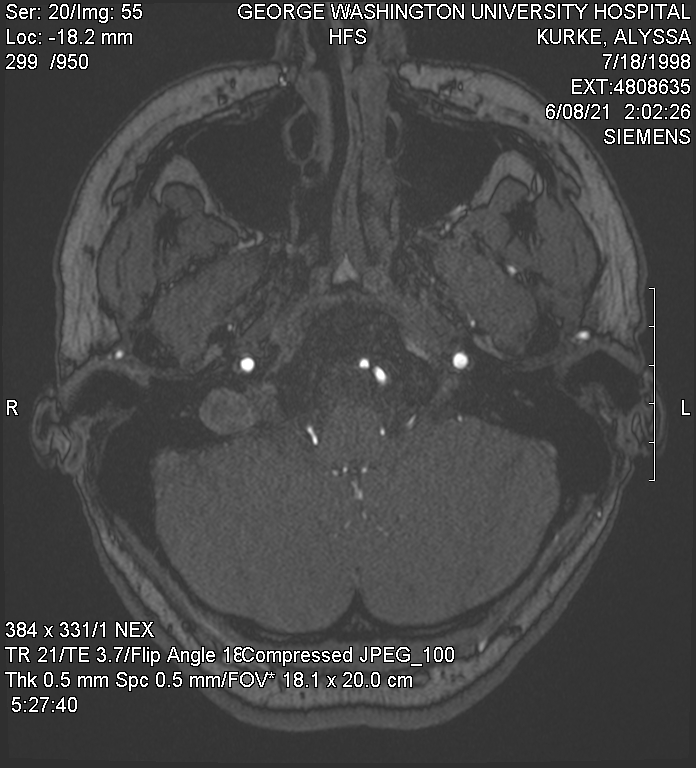 Ser: 20/Img: 55
Loc: -18.2 mm
299 /950
GEORGE WASHINGTON UNIVERSITY HOSPITAL
HFS
KURKE, ALYSSA
7/18/1998
EXT:4808635
6/08/21 2:02:26
SIEMENS
R
L
384 x 331/1 NEX
TR 21/TE 3.7/Flip Angle 18Compressed JPEG_100
Thk 0.5 mm Spc 0.5 mm/FOV* 18.1 x 20.0 cm
5:27:40